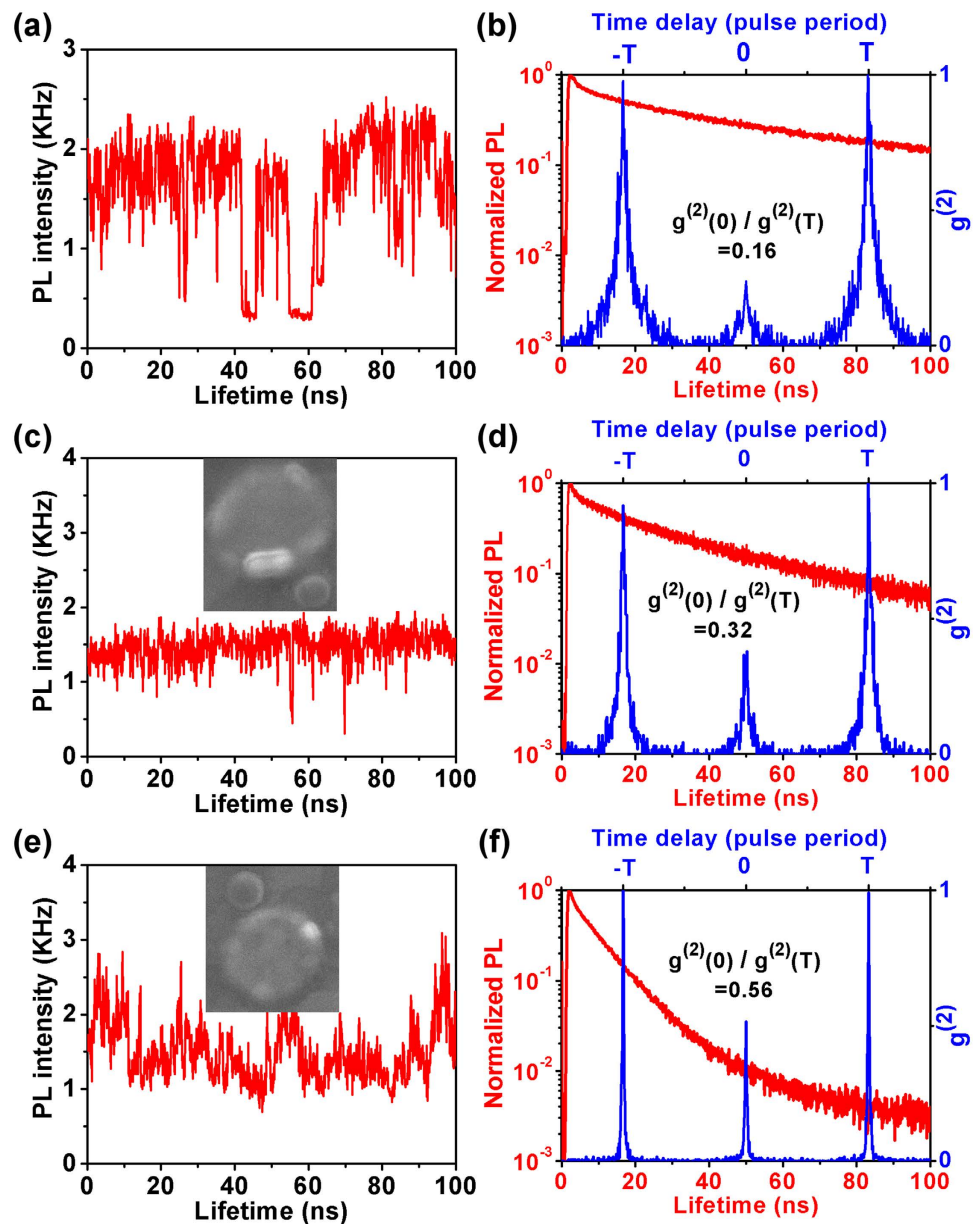 (a)
PL intensity (KHz)
3
2
1
0
0 20 40 60 80 100
Lifetime (ns)
(b)
Time delay (pulse period)
-T 0 T
Normalized PL
10⁰
10⁻¹
10⁻²
10⁻³
g⁽²⁾(0) / g⁽²⁾(T)
=0.16
1
0
g⁽²⁾
0 20 40 60 80 100
Lifetime (ns)
(c)
PL intensity (KHz)
4
3
2
1
0
0 20 40 60 80 100
Lifetime (ns)
(d)
Time delay (pulse period)
-T 0 T
Normalized PL
10⁰
10⁻¹
10⁻²
10⁻³
g⁽²⁾(0) / g⁽²⁾(T)
=0.32
1
0
g⁽²⁾
0 20 40 60 80 100
Lifetime (ns)
(e)
PL intensity (KHz)
4
3
2
1
0
0 20 40 60 80 100
Lifetime (ns)
(f)
Time delay (pulse period)
-T 0 T
Normalized PL
10⁰
10⁻¹
10⁻²
10⁻³
g⁽²⁾(0) / g⁽²⁾(T)
=0.56
1
0
g⁽²⁾
0 20 40 60 80 100
Lifetime (ns)